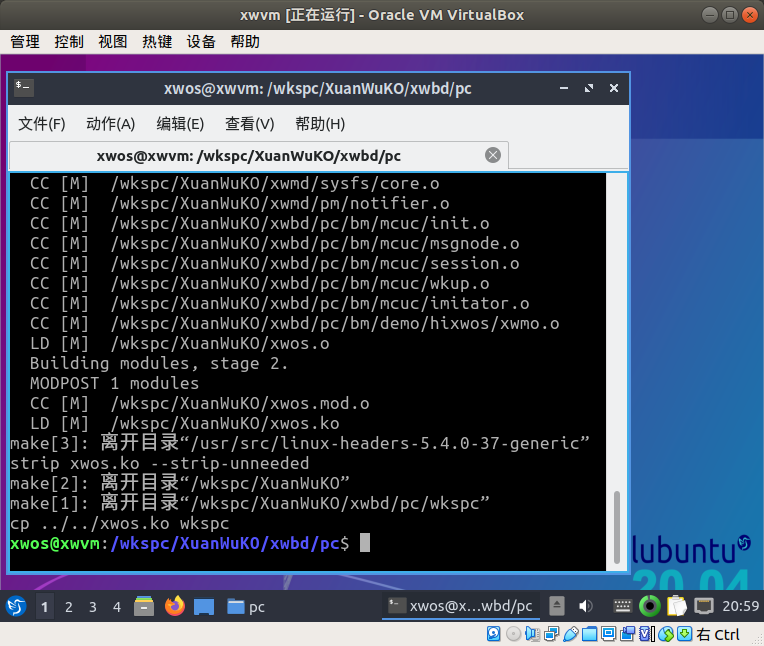 xwvm [正在运行] - Oracle VM VirtualBox
管理 控制 视图 热键 设备 帮助
xwos@xwvm: /wkspc/XuanWuKO/xwbd/pc
文件(F) 动作(A) 编辑(E) 查看(V) 帮助(H)
xwos@xwvm: /wkspc/XuanWuKO/xwbd/pc
CC [M]  /wkspc/XuanWuKO/xwmd/sysfs/core.o
CC [M]  /wkspc/XuanWuKO/xwmd/pm/notifier.o
CC [M]  /wkspc/XuanWuKO/xwbd/pc/bm/mcuc/init.o
CC [M]  /wkspc/XuanWuKO/xwbd/pc/bm/mcuc/msgnode.o
CC [M]  /wkspc/XuanWuKO/xwbd/pc/bm/mcuc/session.o
CC [M]  /wkspc/XuanWuKO/xwbd/pc/bm/mcuc/wkup.o
CC [M]  /wkspc/XuanWuKO/xwbd/pc/bm/mcuc/imitator.o
CC [M]  /wkspc/XuanWuKO/xwbd/pc/bm/demo/hixwos/xwmo.o
LD [M]  /wkspc/XuanWuKO/xwos.o
Building modules, stage 2.
MODPOST 1 modules
CC [M]  /wkspc/XuanWuKO/xwos.mod.o
LD [M]  /wkspc/XuanWuKO/xwos.ko
make[3]: 离开目录“/usr/src/linux-headers-5.4.0-37-generic”
strip xwos.ko --strip-unneeded
make[2]: 离开目录“/wkspc/XuanWuKO”
make[1]: 离开目录“/wkspc/XuanWuKO/xwbd/pc/wkspc”
cp ../../xwos.ko wkspc
xwos@xwvm:/wkspc/XuanWuKO/xwbd/pc$
lubuntu
20.04
1 2 3 4 pc xwos@x...wbd/pc 20:59
右 Ctrl